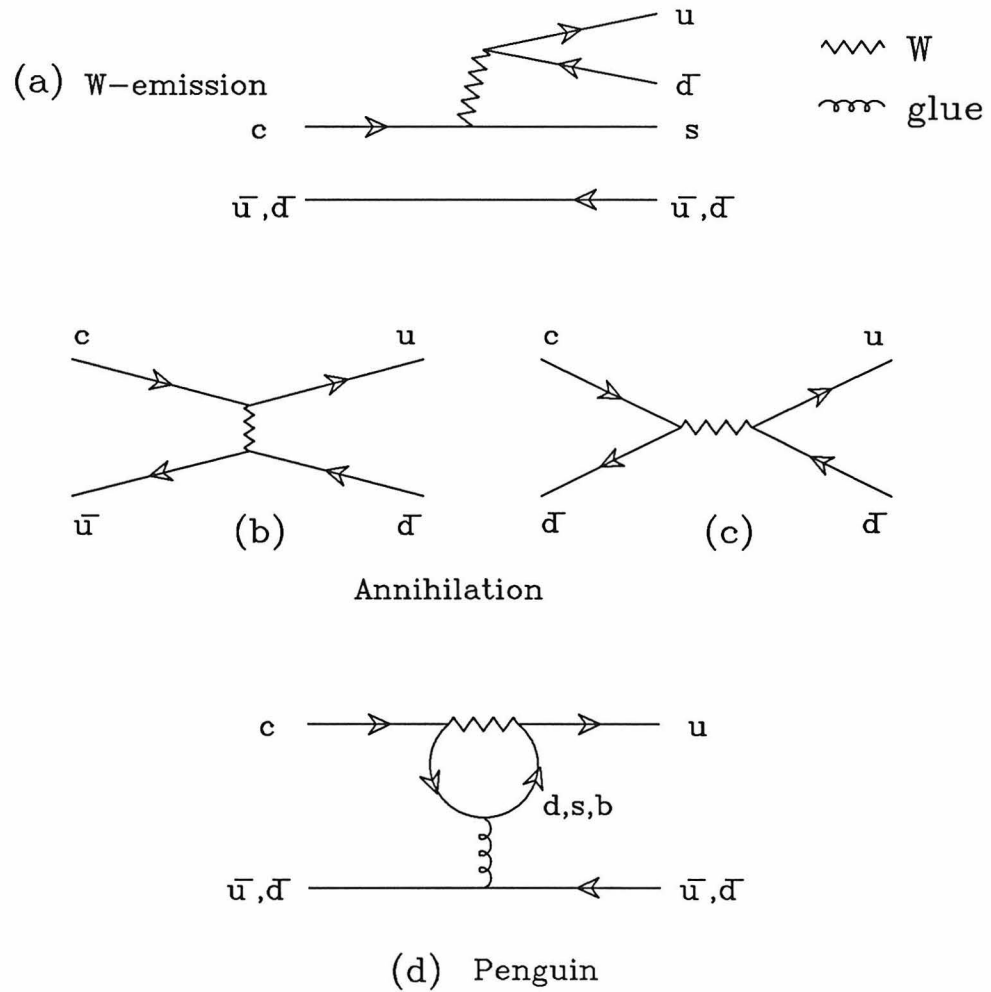 u
W
(a) W-emission
d̅
glue
c
s
u̅,d̅
u̅,d̅
c
u
c
u
u̅
(b)
d̅
d̅
(c)
d̅
Annihilation
c
u
d,s,b
u̅,d̅
u̅,d̅
(d) Penguin